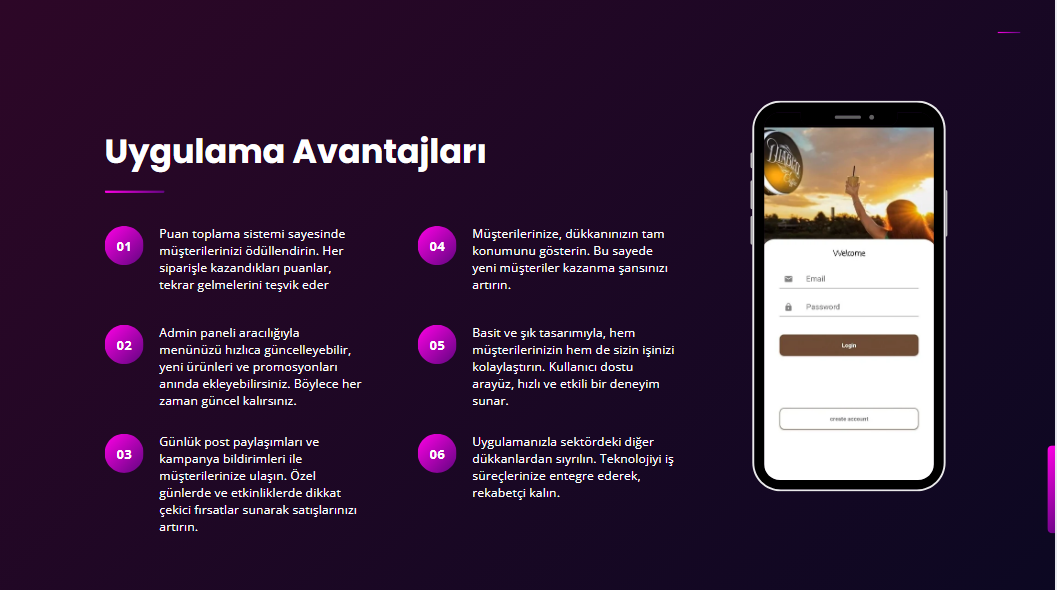 Uygulama Avantajları
01
Puan toplama sistemi sayesinde
müşterilerinizi ödüllendirin. Her
siparişle kazandıkları puanlar,
tekrar gelmelerini teşvik eder
02
Admin paneli aracılığıyla
menünüzü hızlıca güncelleyebilir,
yeni ürünleri ve promosyonları
anında ekleyebilirsiniz. Böylece her
zaman güncel kalırsınız.
03
Günlük post paylaşımları ve
kampanya bildirimleri ile
müşterilerinize ulaşın. Özel
günlerde ve etkinliklerde dikkat
çekici fırsatlar sunarak satışlarınızı
artırın.
04
Müşterilerinize, dükkanınızın tam
konumunu gösterin. Bu sayede
yeni müşteriler kazanma şansınızı
artırın.
05
Basit ve şık tasarımıyla, hem
müşterilerinizin hem de sizin işinizi
kolaylaştırın. Kullanıcı dostu
arayüz, hızlı ve etkili bir deneyim
sunar.
06
Uygulamanızla sektördeki diğer
dükkanlardan sıyrılın. Teknolojiyi iş
süreçlerinize entegre ederek,
rekabetçi kalın.
Welcome
Email
Password
Login
create account